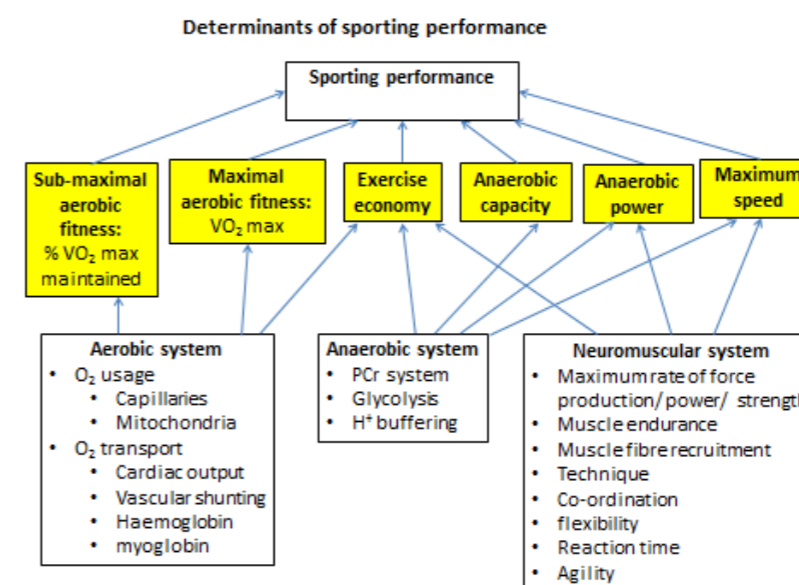 Determinants of sporting performance
Sporting performance
Sub-maximal
aerobic
fitness:
% VO₂ max
maintained
Maximal
aerobic fitness:
VO₂ max
Exercise
economy
Anaerobic
capacity
Anaerobic
power
Maximum
speed
Aerobic system
• O₂ usage
• Capillaries
• Mitochondria
• O₂ transport
• Cardiac output
• Vascular shunting
• Haemoglobin
• myoglobin
Anaerobic system
• PCr system
• Glycolysis
• H⁺ buffering
Neuromuscular system
• Maximum rate of force
production/ power/ strength
• Muscle endurance
• Muscle fibre recruitment
• Technique
• Co-ordination
• flexibility
• Reaction time
• Agility